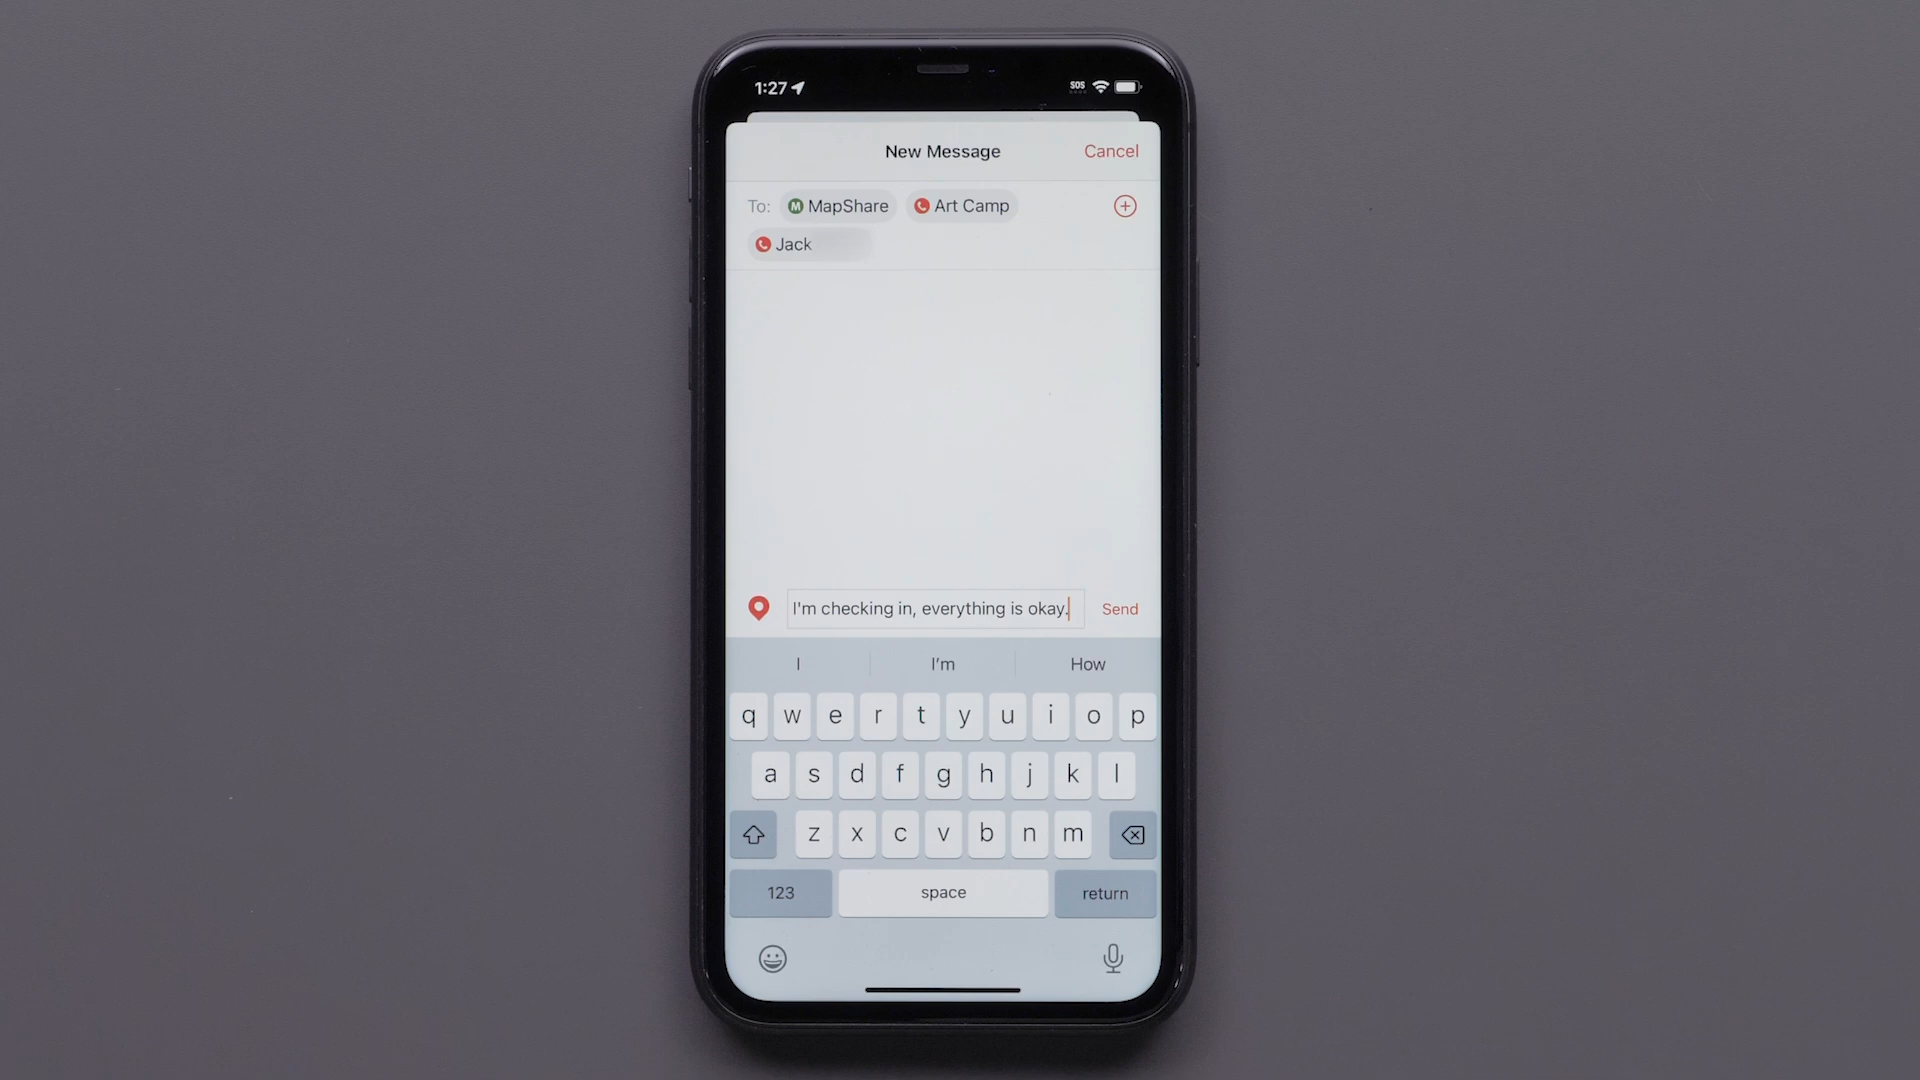 1:27 SOS
New Message Cancel
To: M MapShare Art Camp
Jack
I'm checking in, everything is okay. Send
I I'm How
q w e r t y u i o p
a s d f g h j k l
z x c v b n m
123 space return